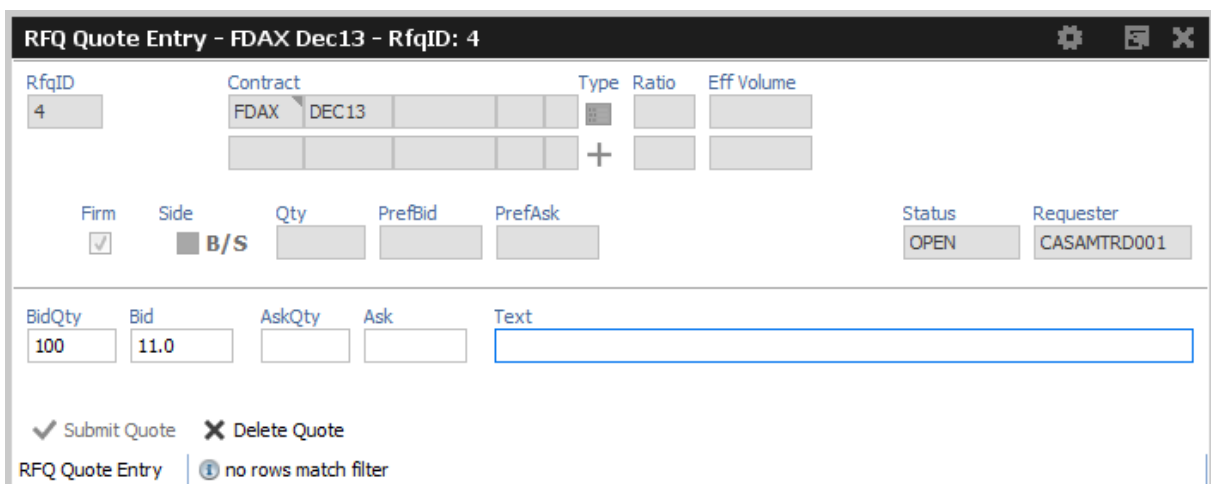 RFQ Quote Entry - FDAX Dec13 - RfqID: 4
RfqID Contract Type Ratio Eff Volume
4 FDAX DEC13
Firm Side Qty PrefBid PrefAsk Status Requester
B/S OPEN CASAMTRD001
BidQty Bid AskQty Ask Text
100 11.0
Submit Quote Delete Quote
RFQ Quote Entry no rows match filter